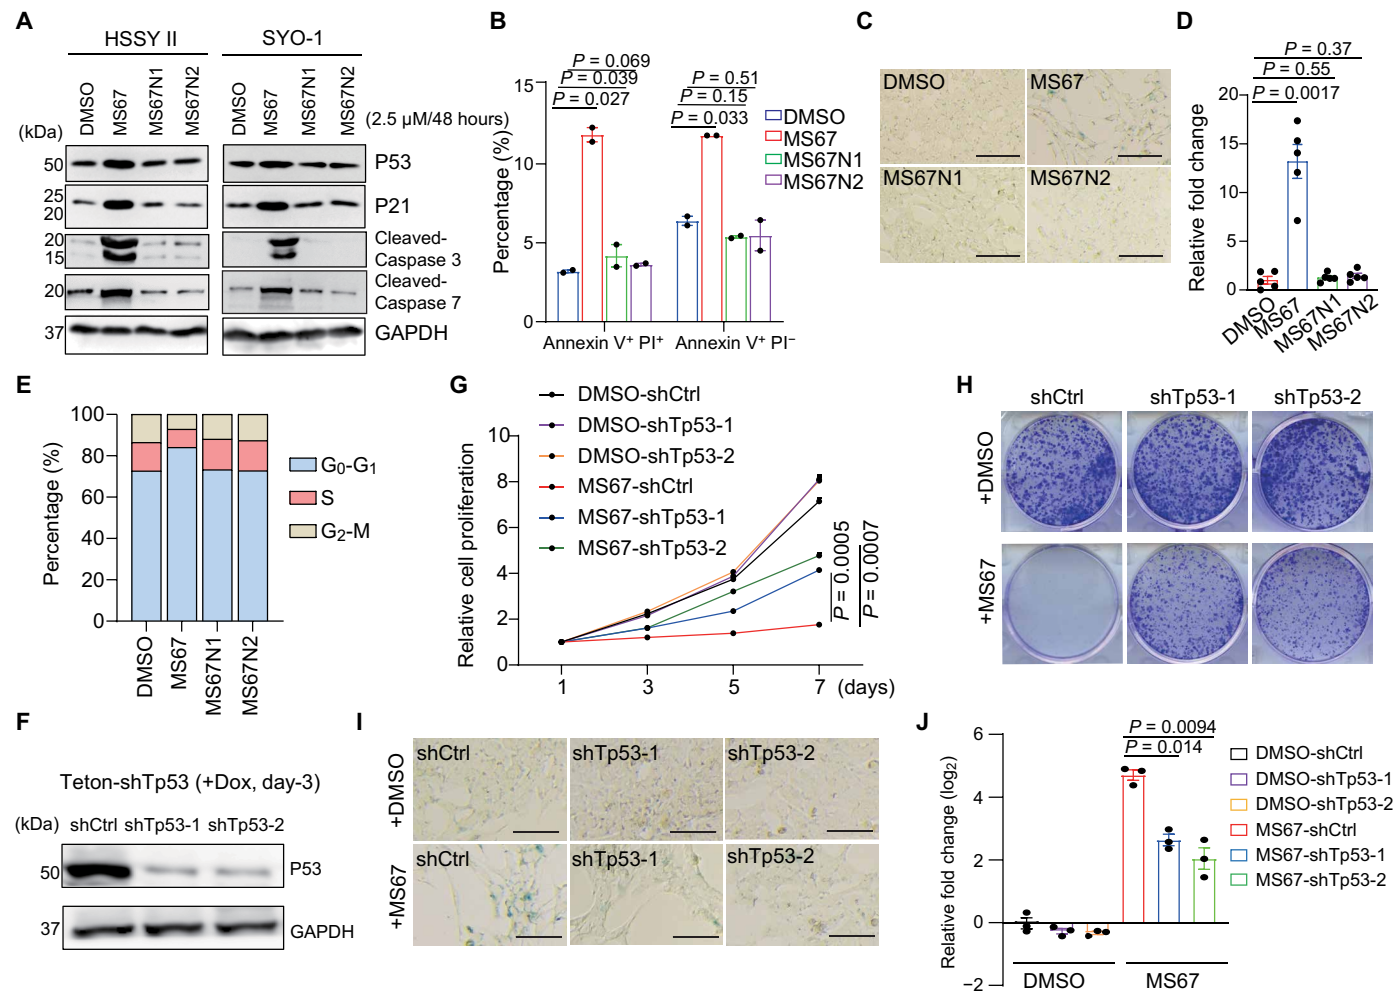 A
HSSY II
SYO-1
DMSO
MS67
MS67N1
MS67N2
DMSO
MS67
MS67N1
MS67N2
(2.5 µM/48 hours)
(kDa)
50
P53
25
20
P21
20
15
Cleaved-
Caspase 3
20
Cleaved-
Caspase 7
37
GAPDH
B
P = 0.069
P = 0.039
P = 0.027
P = 0.51
P = 0.15
P = 0.033
15
10
5
0
Percentage (%)
Annexin V⁺ PI⁺
Annexin V⁺ PI⁻
DMSO
MS67
MS67N1
MS67N2
C
DMSO
MS67
MS67N1
MS67N2
D
P = 0.37
P = 0.55
P = 0.0017
20
15
10
5
0
Relative fold change
DMSO
MS67
MS67N1
MS67N2
E
100
80
60
40
20
0
Percentage (%)
G₀-G₁
S
G₂-M
DMSO
MS67
MS67N1
MS67N2
F
Teton-shTp53 (+Dox, day-3)
(kDa)
shCtrl
shTp53-1
shTp53-2
50
P53
37
GAPDH
G
DMSO-shCtrl
DMSO-shTp53-1
DMSO-shTp53-2
MS67-shCtrl
MS67-shTp53-1
MS67-shTp53-2
10
8
6
4
2
0
Relative cell proliferation
1
3
5
7
(days)
P = 0.0005
P = 0.0007
H
shCtrl
shTp53-1
shTp53-2
+DMSO
+MS67
I
+DMSO
shCtrl
shTp53-1
shTp53-2
+MS67
shCtrl
shTp53-1
shTp53-2
J
P = 0.0094
P = 0.014
6
4
2
0
−2
Relative fold change (log₂)
DMSO
MS67
DMSO-shCtrl
DMSO-shTp53-1
DMSO-shTp53-2
MS67-shCtrl
MS67-shTp53-1
MS67-shTp53-2